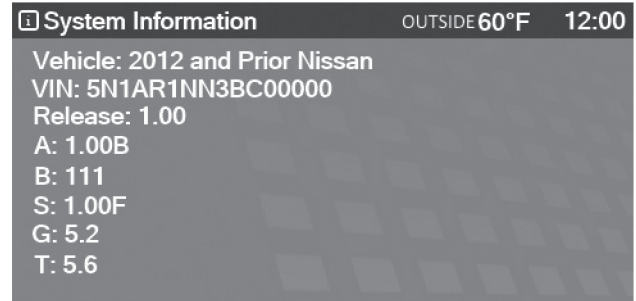 i System Information OUTSIDE 60°F 12:00
Vehicle: 2012 and Prior Nissan
VIN: 5N1AR1NN3BC00000
Release: 1.00
A: 1.00B
B: 111
S: 1.00F
G: 5.2
T: 5.6